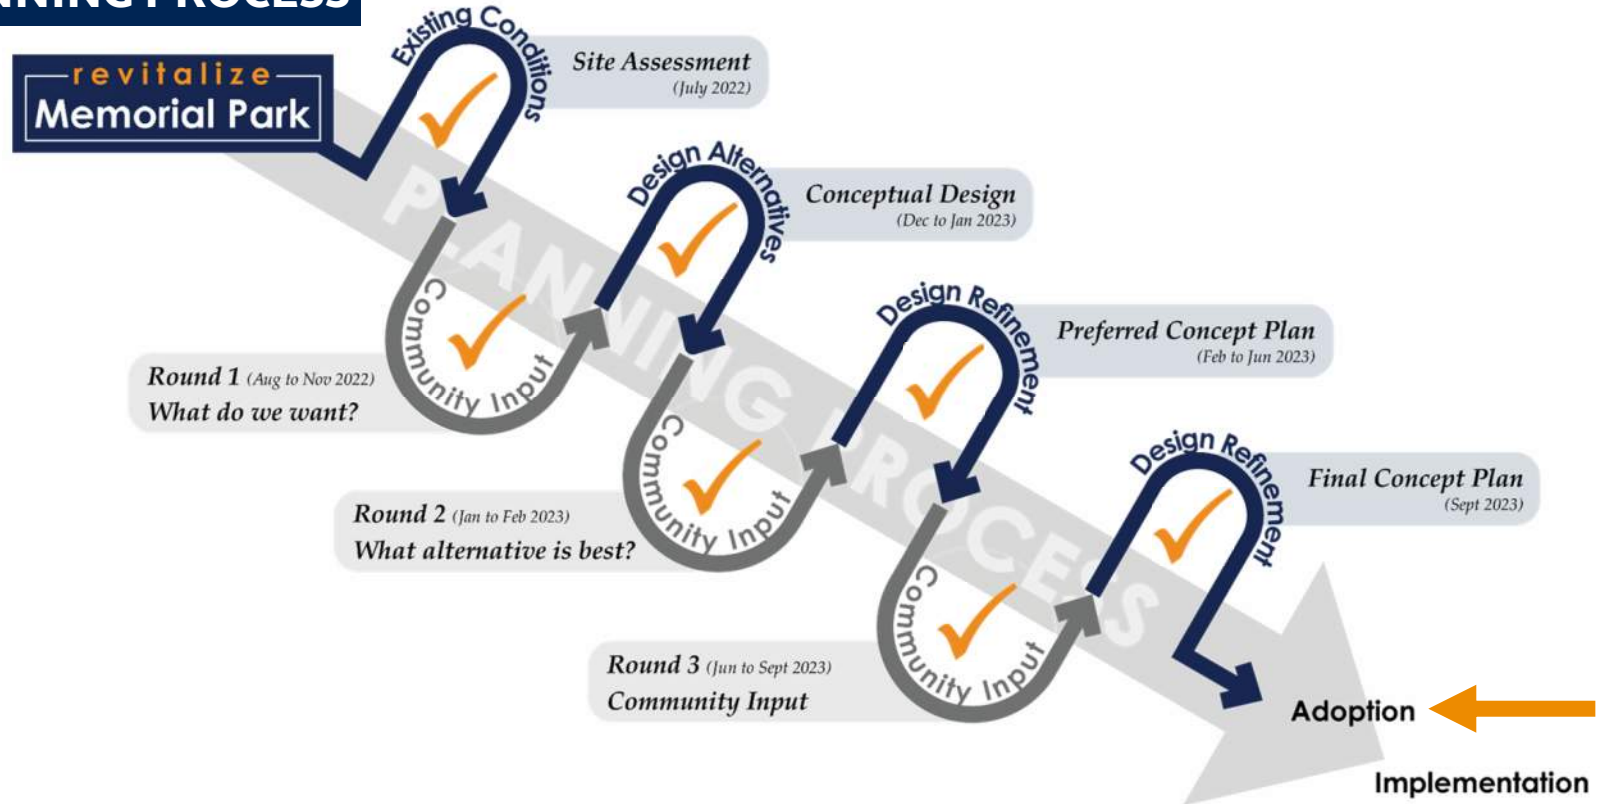 revitalize
Memorial Park
Existing Conditions
Site Assessment
(July 2022)
Community Input
Round 1 (Aug to Nov 2022)
What do we want?
Design Alternatives
Conceptual Design
(Dec to Jan 2023)
Community Input
Round 2 (Jan to Feb 2023)
What alternative is best?
Design Refinement
Preferred Concept Plan
(Feb to Jun 2023)
Community Input
Round 3 (Jun to Sept 2023)
Community Input
Design Refinement
Final Concept Plan
(Sept 2023)
PLANNING PROCESS
Adoption
Implementation